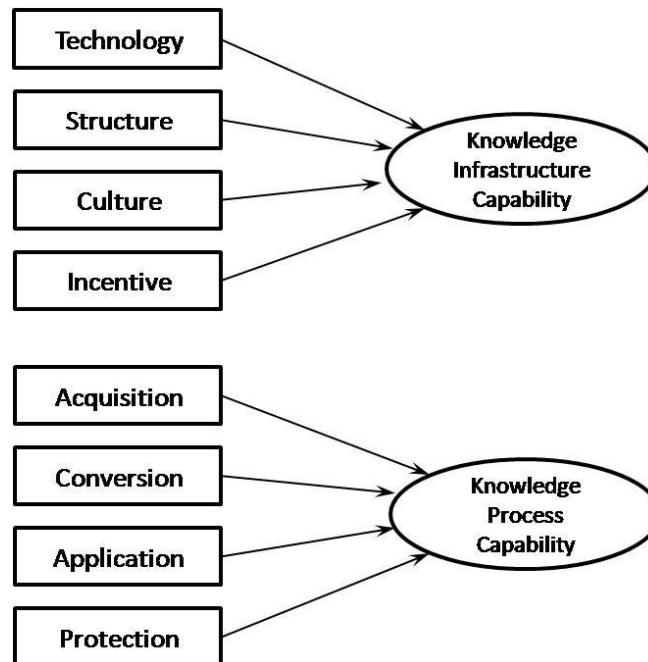 Technology
Structure
Culture
Incentive
Knowledge
Infrastructure
Capability
Acquisition
Conversion
Application
Protection
Knowledge
Process
Capability